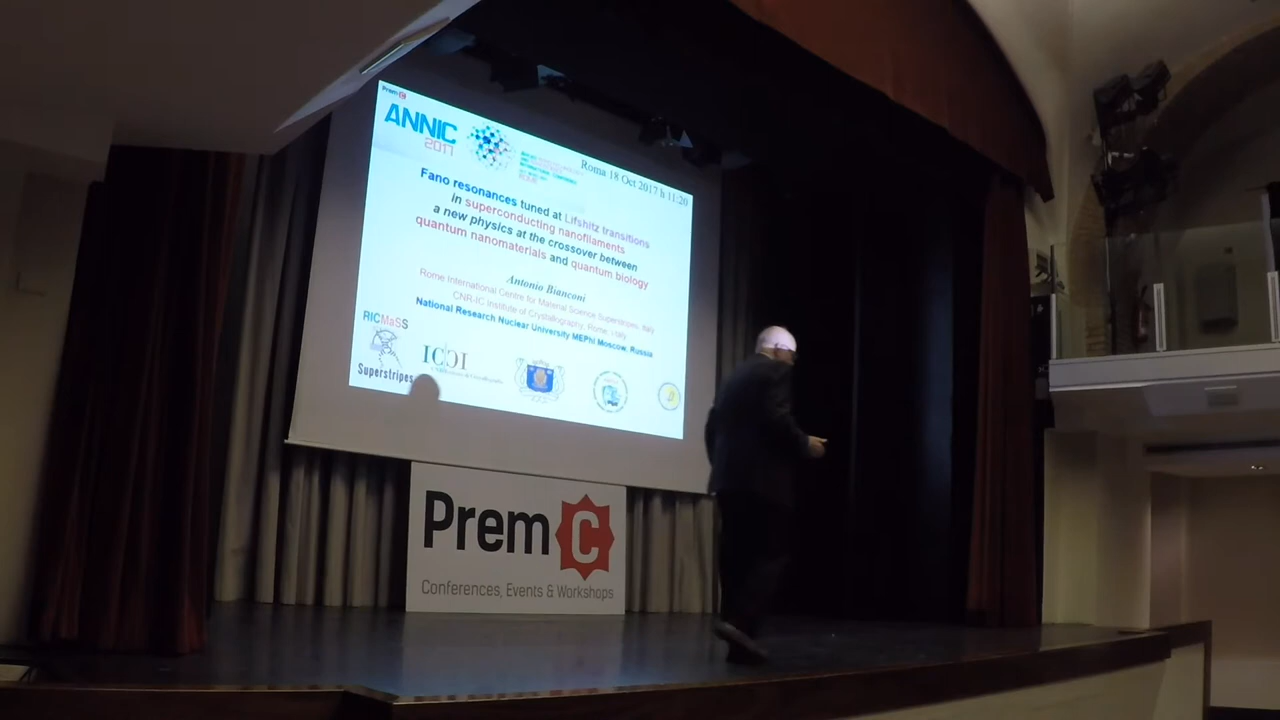 Prem C
ANNIC
2017
Roma 18 Oct 2017 h 11:20
Fano resonances tuned at Lifshitz transitions
in superconducting nanofilaments
a new physics at the crossover between
quantum nanomaterials and quantum biology
Antonio Bianconi
Rome International Centre for Material Science Superstripes, Italy
CNR-IC Institute of Crystallography, Rome, Italy
National Research Nuclear University MEPhI Moscow, Russia
RICMaSS
Superstripes
Prem C
Conferences, Events & Workshops